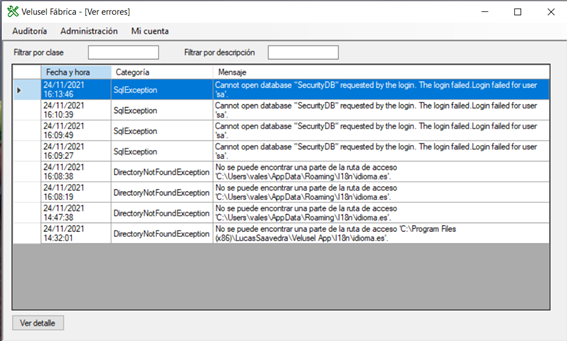 Velusel Fábrica - [Ver errores]
Auditoría Administración Mi cuenta
Filtrar por clase Filtrar por descripción
Fecha y hora Categoría Mensaje
24/11/2021 16:13:46 SqlException Cannot open database "SecurityDB" requested by the login. The login failed.Login failed for user 'sa'.
24/11/2021 16:10:39 SqlException Cannot open database "SecurityDB" requested by the login. The login failed.Login failed for user 'sa'.
24/11/2021 16:09:49 SqlException Cannot open database "SecurityDB" requested by the login. The login failed.Login failed for user 'sa'.
24/11/2021 16:09:27 SqlException Cannot open database "SecurityDB" requested by the login. The login failed.Login failed for user 'sa'.
24/11/2021 16:08:38 DirectoryNotFoundException No se puede encontrar una parte de la ruta de acceso 'C:\Users\vales\AppData\Roaming\I18n\idioma.es'.
24/11/2021 16:08:19 DirectoryNotFoundException No se puede encontrar una parte de la ruta de acceso 'C:\Users\vales\AppData\Roaming\I18n\idioma.es'.
24/11/2021 14:47:38 DirectoryNotFoundException No se puede encontrar una parte de la ruta de acceso 'C:\Users\vales\AppData\Roaming\I18n\idioma.es'.
24/11/2021 14:32:01 DirectoryNotFoundException No se puede encontrar una parte de la ruta de acceso 'C:\Program Files (x86)\LucasSaavedra\Velusel App\I18n\idioma.es'.
Ver detalle